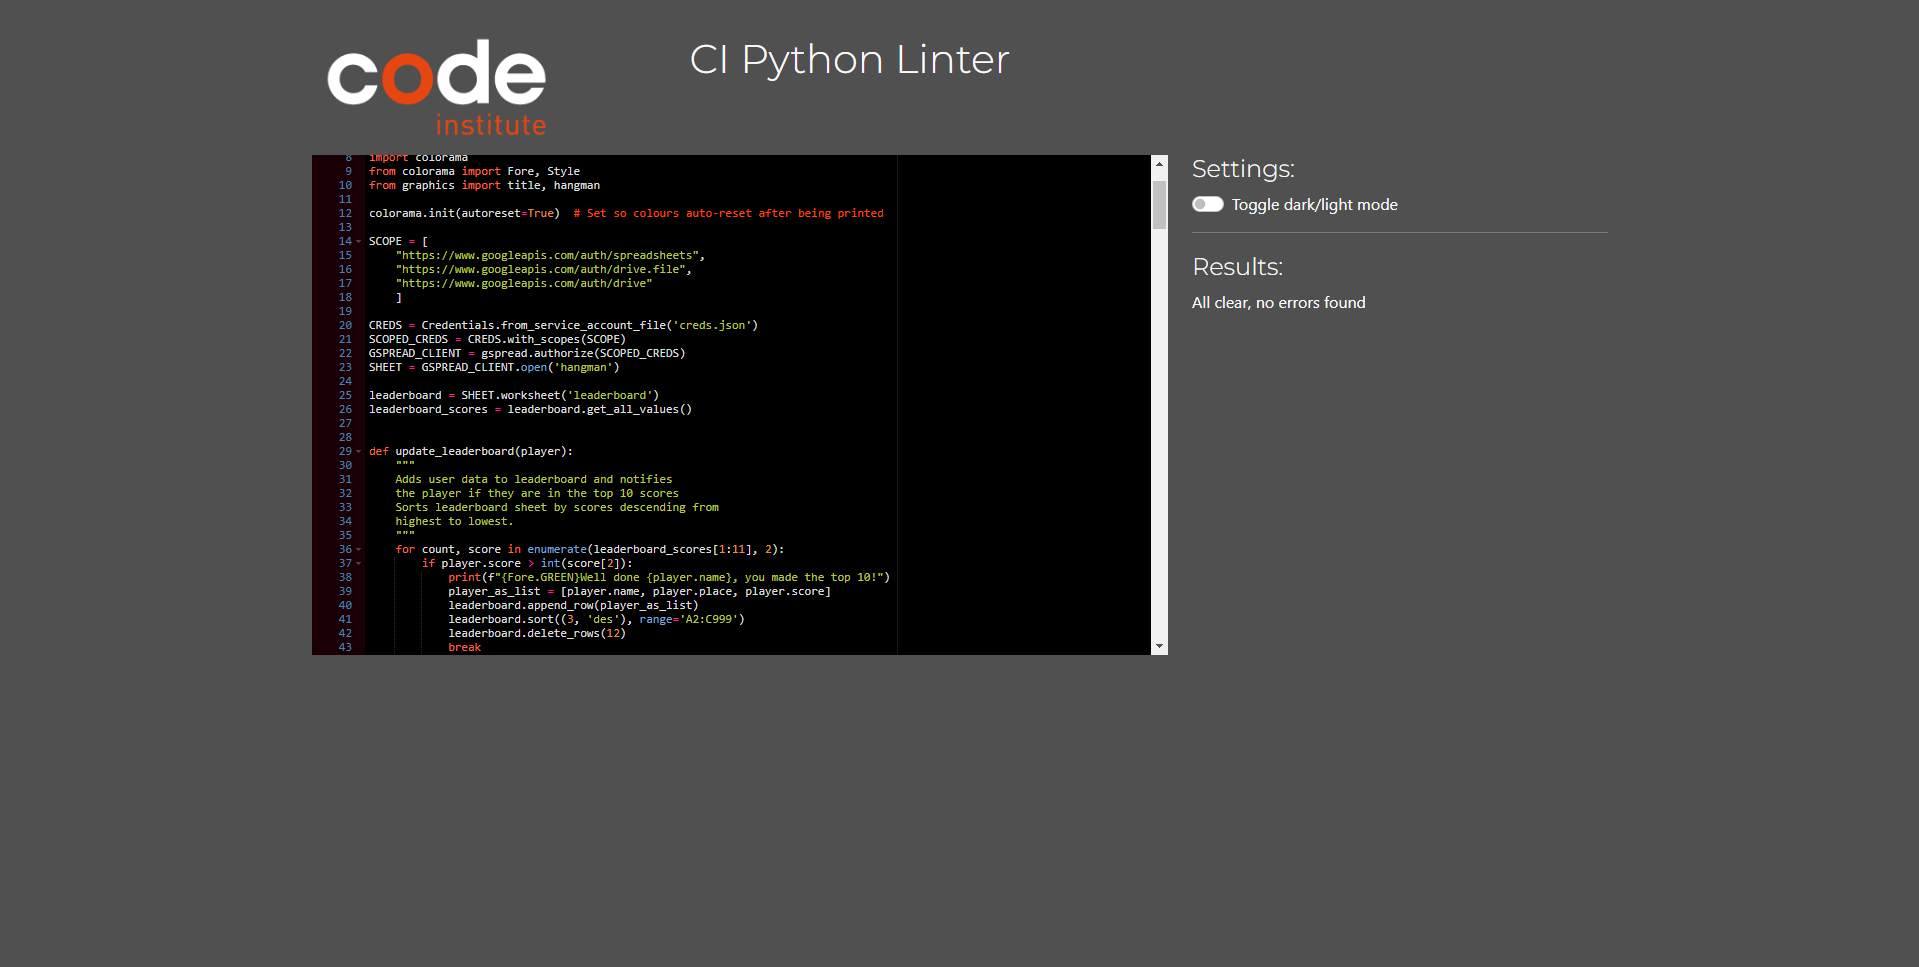 code
institute
CI Python Linter
8 import colorama
9 from colorama import Fore, Style
10 from graphics import title, hangman
11
12 colorama.init(autoreset=True)  # Set so colours auto-reset after being printed
13
14 SCOPE = [
15     "https://www.googleapis.com/auth/spreadsheets",
16     "https://www.googleapis.com/auth/drive.file",
17     "https://www.googleapis.com/auth/drive"
18     ]
19
20 CREDS = Credentials.from_service_account_file('creds.json')
21 SCOPED_CREDS = CREDS.with_scopes(SCOPE)
22 GSPREAD_CLIENT = gspread.authorize(SCOPED_CREDS)
23 SHEET = GSPREAD_CLIENT.open('hangman')
24
25 leaderboard = SHEET.worksheet('leaderboard')
26 leaderboard_scores = leaderboard.get_all_values()
27
28
29 def update_leaderboard(player):
30     """
31     Adds user data to leaderboard and notifies
32     the player if they are in the top 10 scores
33     Sorts leaderboard sheet by scores descending from
34     highest to lowest.
35     """
36     for count, score in enumerate(leaderboard_scores[1:11], 2):
37         if player.score > int(score[2]):
38             print(f"{Fore.GREEN}Well done {player.name}, you made the top 10!")
39             player_as_list = [player.name, player.place, player.score]
40             leaderboard.append_row(player_as_list)
41             leaderboard.sort((3, 'des'), range='A2:C999')
42             leaderboard.delete_rows(12)
43             break
Settings:
Toggle dark/light mode
Results:
All clear, no errors found